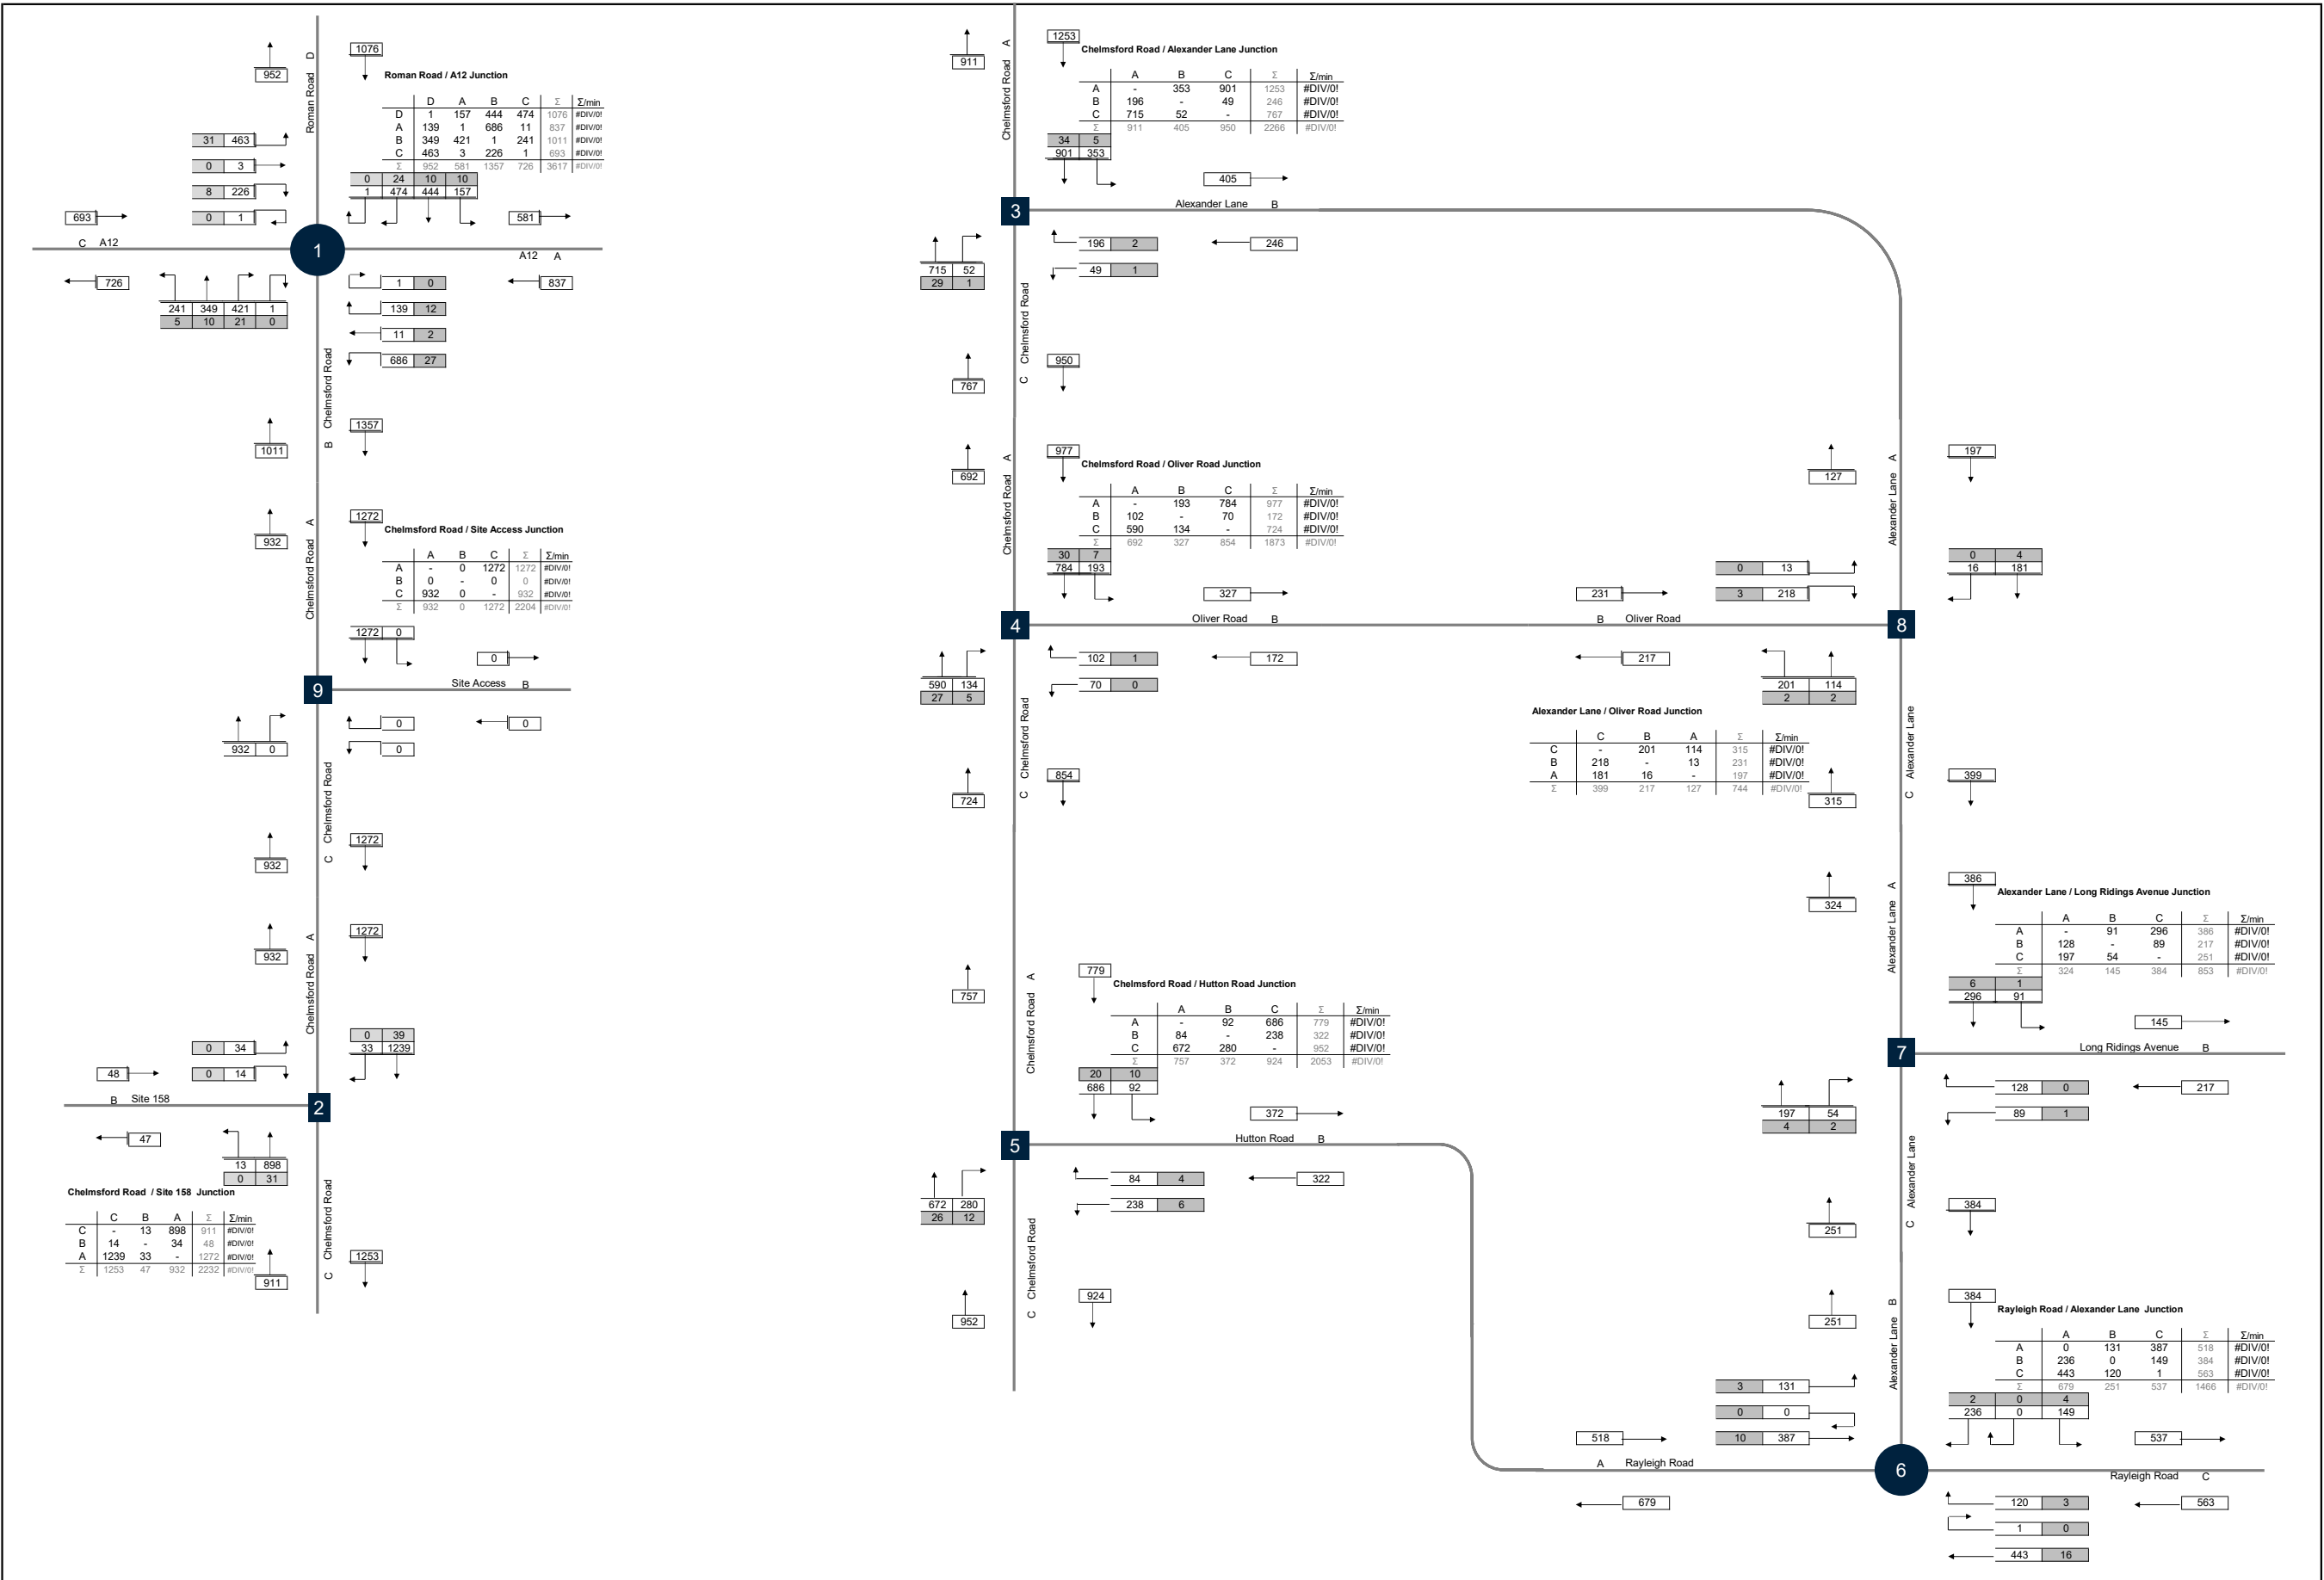 Roman Road D
952
1076
Roman Road / A12 Junction
D A B C Σ Σ/min
D 1 157 444 474 1076 #DIV/0!
A 139 1 686 11 837 #DIV/0!
B 349 421 1 241 1011 #DIV/0!
C 463 3 226 1 693 #DIV/0!
Σ 952 581 1357 726 3617 #DIV/0!
31 463
0 3
8 226
0 1
0 24 10 10
1 474 444 157
693
581
C A12
1
A12 A
726
837
241 349 421 1
5 10 21 0
1 0
139 12
11 2
686 27
B Chelmsford Road
1011
1357
Chelmsford Road A
932
1272
Chelmsford Road / Site Access Junction
A B C Σ Σ/min
A - 0 1272 1272 #DIV/0!
B 0 - 0 0 #DIV/0!
C 932 0 - 932 #DIV/0!
Σ 932 0 1272 2204 #DIV/0!
1272 0
0
Site Access B
9
932 0
0
0
0
C Chelmsford Road
932
1272
Chelmsford Road A
932
1272
0 34
0 14
0 39
33 1239
48
B Site 158
2
47
13 898
0 31
Chelmsford Road / Site 158 Junction
C B A Σ Σ/min
C - 13 898 911 #DIV/0!
B 14 - 34 48 #DIV/0!
A 1239 33 - 1272 #DIV/0!
Σ 1253 47 932 2232 #DIV/0!
C Chelmsford Road
911
1253
Chelmsford Road A
911
1253
Chelmsford Road / Alexander Lane Junction
A B C Σ Σ/min
A - 353 901 1253 #DIV/0!
B 196 - 49 246 #DIV/0!
C 715 52 - 767 #DIV/0!
Σ 911 405 950 2266 #DIV/0!
34 5
901 353
405
Alexander Lane B
3
715 52
29 1
196 2
49 1
246
C Chelmsford Road
767
950
Chelmsford Road A
692
977
Chelmsford Road / Oliver Road Junction
A B C Σ Σ/min
A - 193 784 977 #DIV/0!
B 102 - 70 172 #DIV/0!
C 590 134 - 724 #DIV/0!
Σ 692 327 854 1873 #DIV/0!
30 7
784 193
327
Oliver Road B
4
590 134
27 5
102 1
70 0
172
C Chelmsford Road
724
854
Chelmsford Road A
757
779
Chelmsford Road / Hutton Road Junction
A B C Σ Σ/min
A - 92 686 779 #DIV/0!
B 84 - 238 322 #DIV/0!
C 672 280 - 952 #DIV/0!
Σ 757 372 924 2053 #DIV/0!
20 10
686 92
372
Hutton Road B
5
672 280
26 12
84 4
238 6
322
C Chelmsford Road
952
924
Alexander Lane A
127
197
0 13
3 218
0 4
16 181
231
B Oliver Road
8
217
201 114
2 2
Alexander Lane / Oliver Road Junction
C B A Σ Σ/min
C - 201 114 315 #DIV/0!
B 218 - 13 231 #DIV/0!
A 181 16 - 197 #DIV/0!
Σ 399 217 127 744 #DIV/0!
C Alexander Lane
315
399
Alexander Lane A
324
386
Alexander Lane / Long Ridings Avenue Junction
A B C Σ Σ/min
A - 91 296 386 #DIV/0!
B 128 - 89 217 #DIV/0!
C 197 54 - 251 #DIV/0!
Σ 324 145 384 853 #DIV/0!
6 1
296 91
145
Long Ridings Avenue B
7
197 54
4 2
128 0
89 1
217
C Alexander Lane
251
384
Alexander Lane B
251
384
Rayleigh Road / Alexander Lane Junction
A B C Σ Σ/min
A 0 131 387 518 #DIV/0!
B 236 0 149 384 #DIV/0!
C 443 120 1 563 #DIV/0!
Σ 679 251 537 1466 #DIV/0!
3 131
0 0
10 387
2 0 4
236 0 149
518
537
A Rayleigh Road
6
Rayleigh Road C
679
120 3
1 0
443 16
563